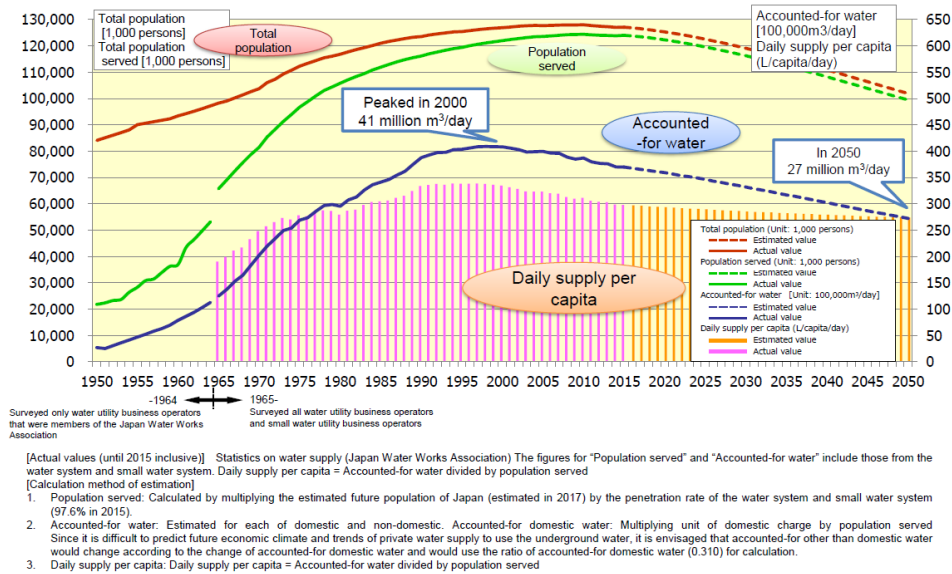 Total population
[1,000 persons]
Total population
served [1,000 persons]
Total
population
Population
served
Accounted-for water
[100,000m3/day]
Daily supply per capita
(L/capita/day)
Peaked in 2000
41 million m³/day
Accounted
-for water
In 2050
27 million m³/day
Daily supply per
capita
130,000
120,000
110,000
100,000
90,000
80,000
70,000
60,000
50,000
40,000
30,000
20,000
10,000
0
650
600
550
500
450
400
350
300
250
200
150
100
50
0
Total population (Unit: 1,000 persons)
Estimated value
Actual value
Population served (Unit: 1,000 persons)
Estimated value
Actual value
Accounted-for water [Unit: 100,000m³/day]
Estimated value
Actual value
Daily supply per capita (L/capita/day)
Estimated value
Actual value
1950 1955 1960 1965 1970 1975 1980 1985 1990 1995 2000 2005 2010 2015 2020 2025 2030 2035 2040 2045 2050
-1964 1965-
Surveyed only water utility business operators
that were members of the Japan Water Works
Association
Surveyed all water utility business operators
and small water utility business operators
[Actual values (until 2015 inclusive)] Statistics on water supply (Japan Water Works Association) The figures for "Population served" and "Accounted-for water" include those from the
water system and small water system. Daily supply per capita = Accounted-for water divided by population served
[Calculation method of estimation]
1. Population served: Calculated by multiplying the estimated future population of Japan (estimated in 2017) by the penetration rate of the water system and small water system
(97.6% in 2015).
2. Accounted-for water: Estimated for each of domestic and non-domestic. Accounted-for domestic water: Multiplying unit of domestic charge by population served
Since it is difficult to predict future economic climate and trends of private water supply to use the underground water, it is envisaged that accounted-for other than domestic water
would change according to the change of accounted-for domestic water and would use the ratio of accounted-for domestic water (0.310) for calculation.
3. Daily supply per capita: Daily supply per capita = Accounted-for water divided by population served